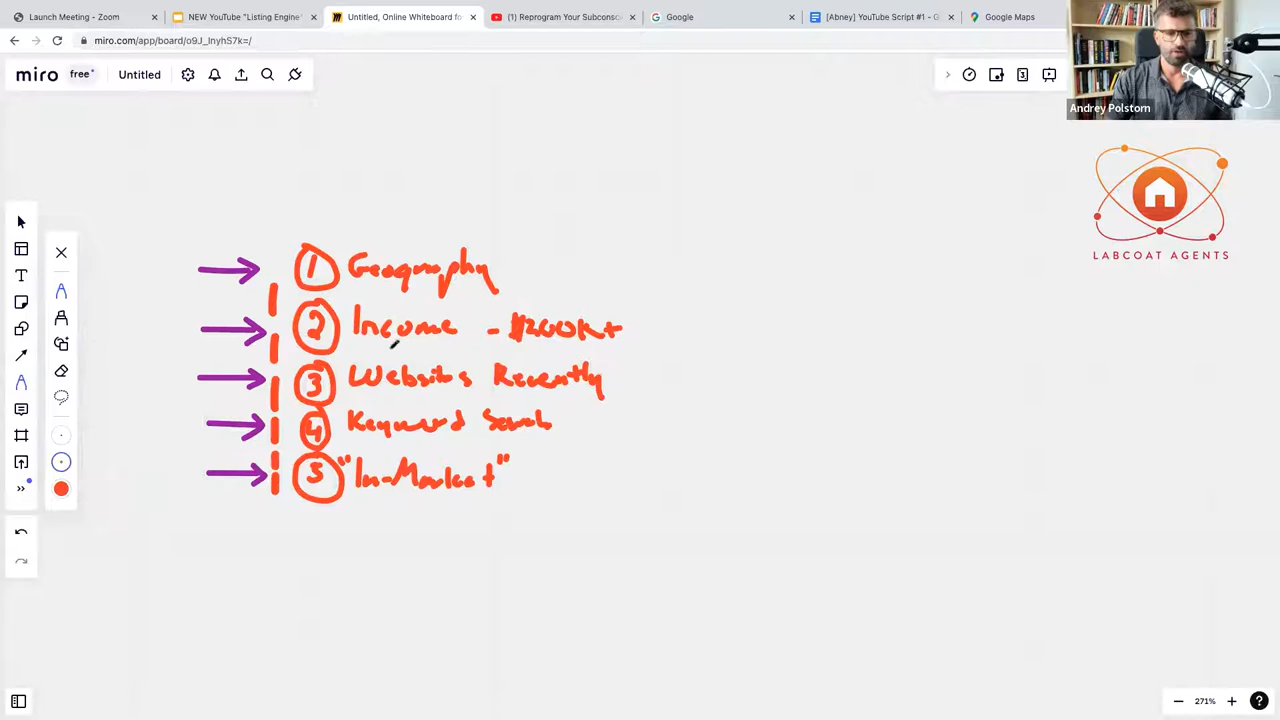 Launch Meeting - Zoom
NEW YouTube "Listing Engine"
Untitled, Online Whiteboard fo
(1) Reprogram Your Subconsc
Google
[Abney] YouTube Script #1 - G
Google Maps
miro.com/app/board/o9J_lnyhS7k=/
miro free Untitled
3
Andrey Polstorn
LABCOAT AGENTS
1 Geography
2 Income - $200K+
3 Websites Recently
4 Keyword Search
5 "In-Market"
271%